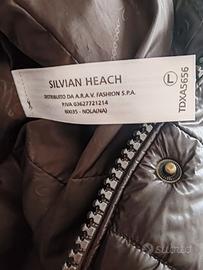 SILVIAN HEACH
DISTRIBUITO DA A.R.A.V. FASHION S.P.A.
P.IVA 03627721214
80035 - NOLA(NA)
L
TDXA5656
subito